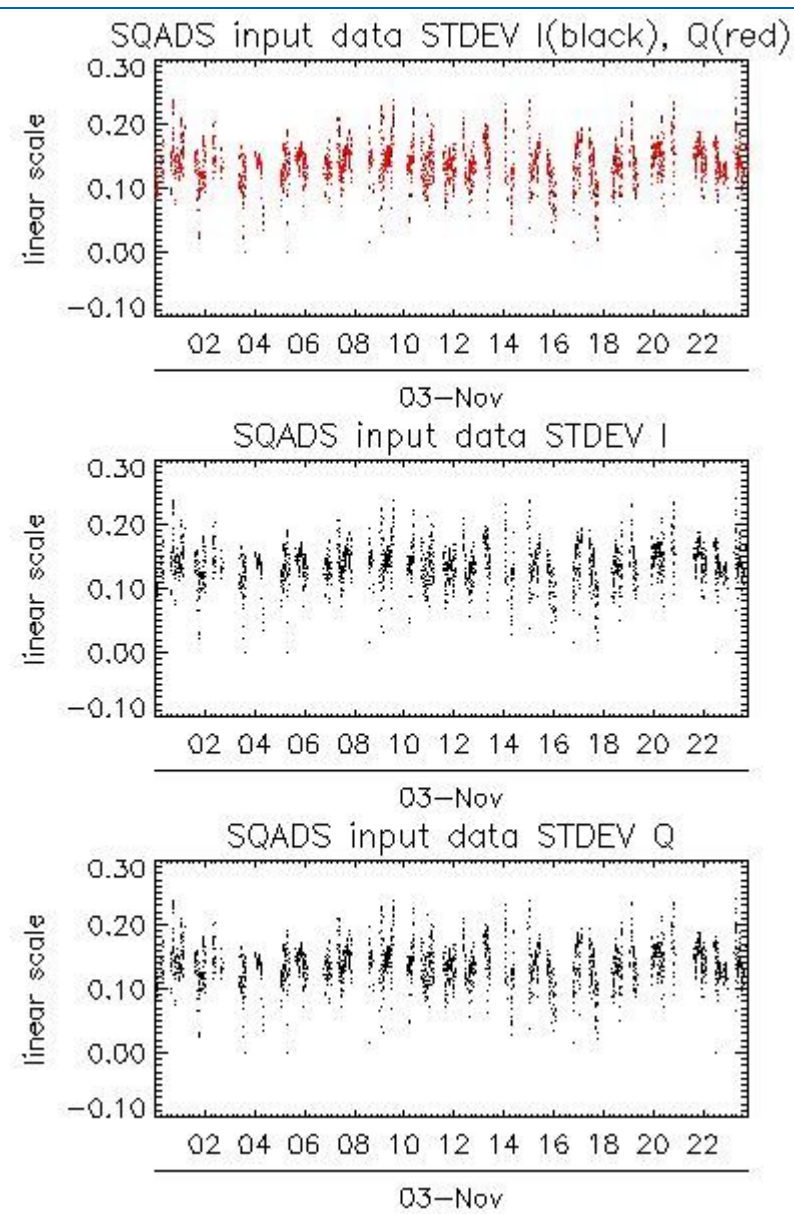 SQADS input data STDEV I(black), Q(red)
0.30
0.20
0.10
0.00
−0.10
linear scale
02 04 06 08 10 12 14 16 18 20 22
03−Nov
SQADS input data STDEV I
0.30
0.20
0.10
0.00
−0.10
linear scale
02 04 06 08 10 12 14 16 18 20 22
03−Nov
SQADS input data STDEV Q
0.30
0.20
0.10
0.00
−0.10
linear scale
02 04 06 08 10 12 14 16 18 20 22
03−Nov